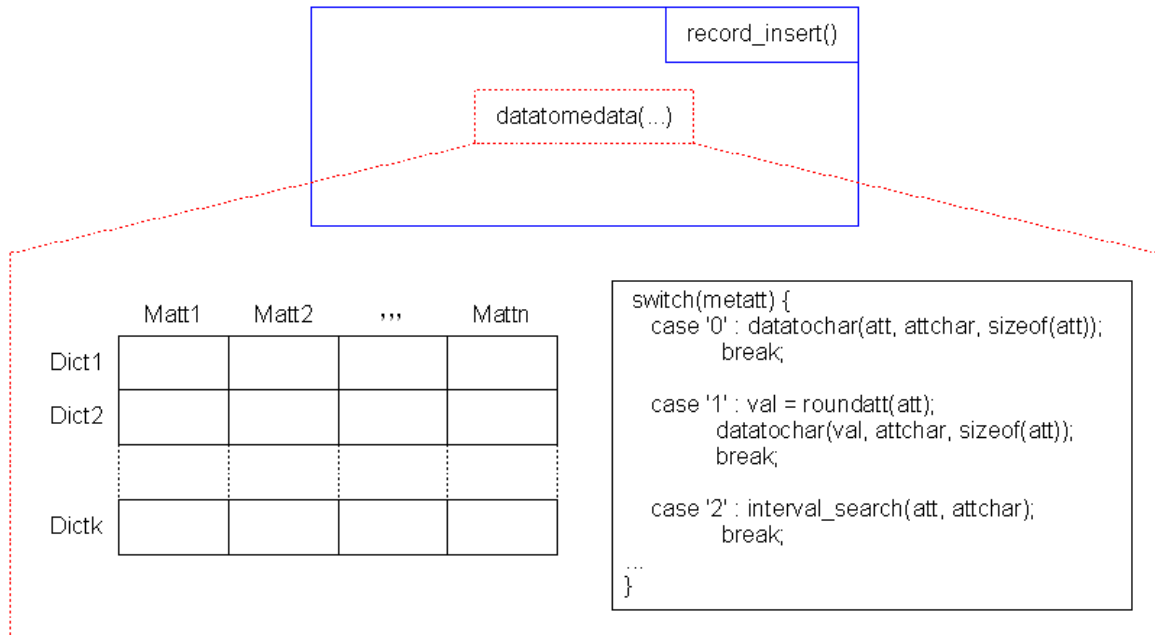 record_insert()
datatomedata(...)
Matt1 Matt2 ,,, Mattn
Dict1
Dict2
Dictk
switch(metatt) {
case '0' : datatochar(att, attchar, sizeof(att));
break;
case '1' : val = roundatt(att);
datatochar(val, attchar, sizeof(att));
break;
case '2' : interval_search(att, attchar);
break;
...
}